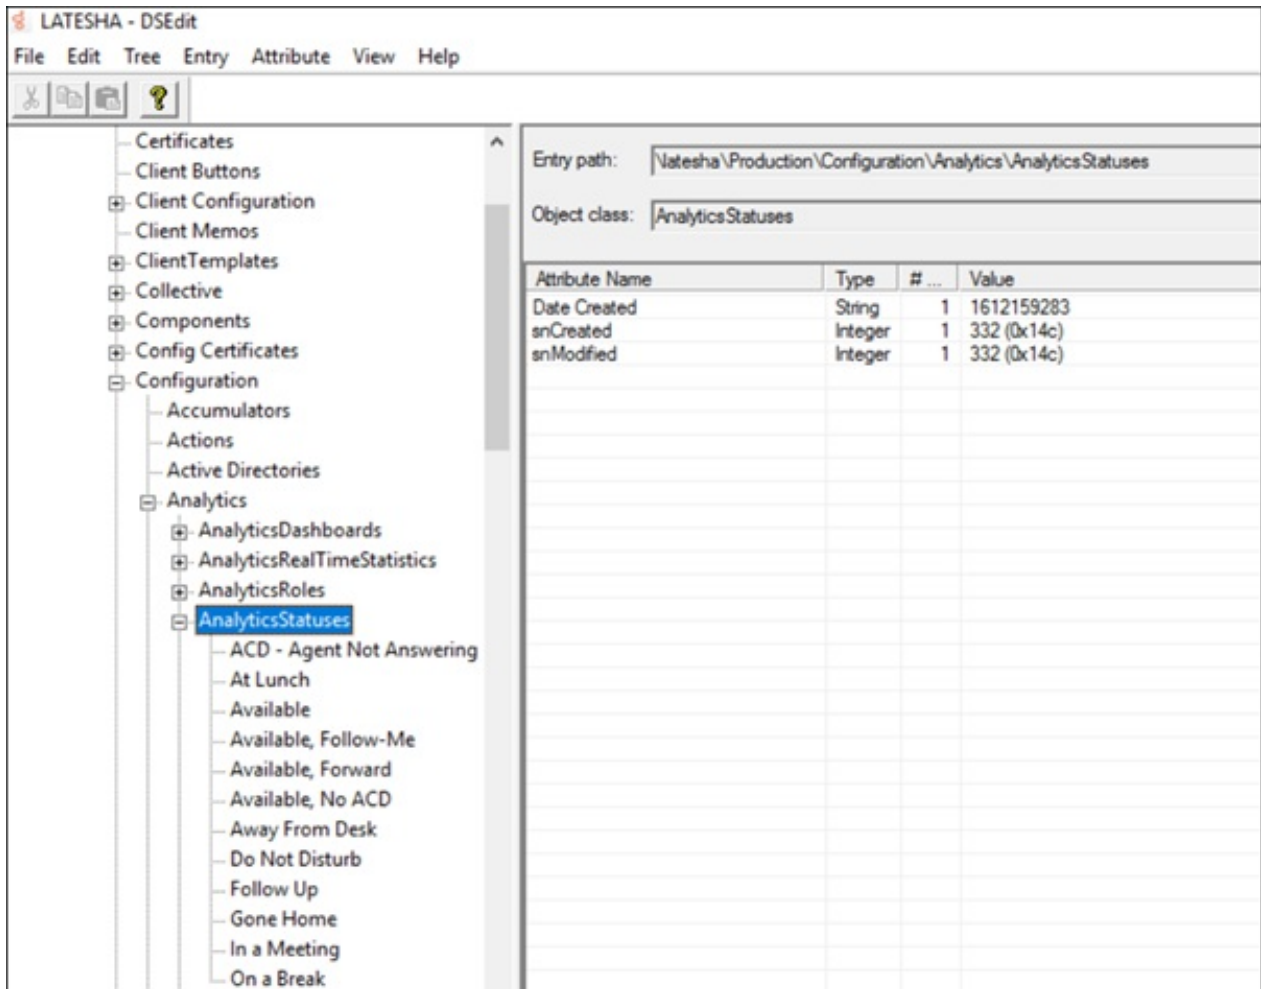 LATESHA - DSEdit
File Edit Tree Entry Attribute View Help
Certificates
Client Buttons
Client Configuration
Client Memos
ClientTemplates
Collective
Components
Config Certificates
Configuration
Accumulators
Actions
Active Directories
Analytics
AnalyticsDashboards
AnalyticsRealTimeStatistics
AnalyticsRoles
AnalyticsStatuses
ACD - Agent Not Answering
At Lunch
Available
Available, Follow-Me
Available, Forward
Available, No ACD
Away From Desk
Do Not Disturb
Follow Up
Gone Home
In a Meeting
On a Break
Entry path: \latesha\Production\Configuration\Analytics\AnalyticsStatuses
Object class: AnalyticsStatuses
Attribute Name Type # ... Value
Date Created String 1 1612159283
snCreated Integer 1 332 (0x14c)
snModified Integer 1 332 (0x14c)